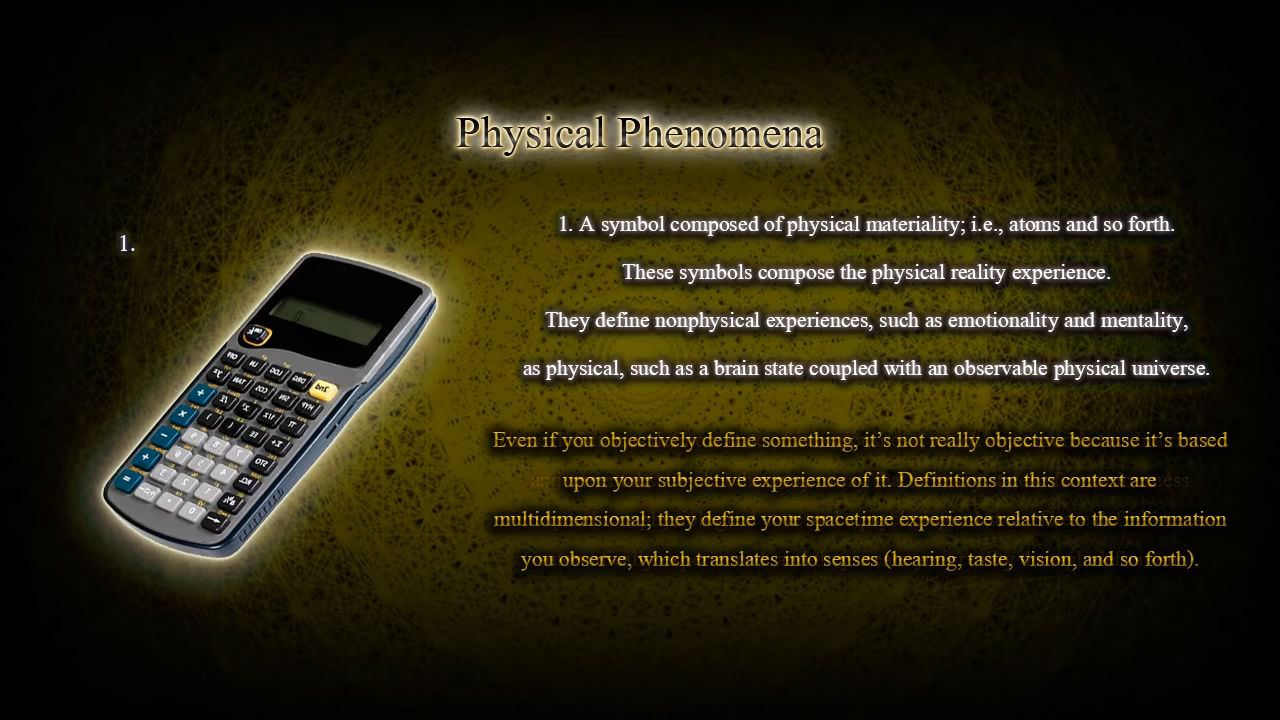 Physical Phenomena
1.
1. A symbol composed of physical materiality; i.e., atoms and so forth.
These symbols compose the physical reality experience.
They define nonphysical experiences, such as emotionality and mentality,
as physical, such as a brain state coupled with an observable physical universe.
Even if you objectively define something, it’s not really objective because it’s based
upon your subjective experience of it. Definitions in this context are
multidimensional; they define your spacetime experience relative to the information
you observe, which translates into senses (hearing, taste, vision, and so forth).